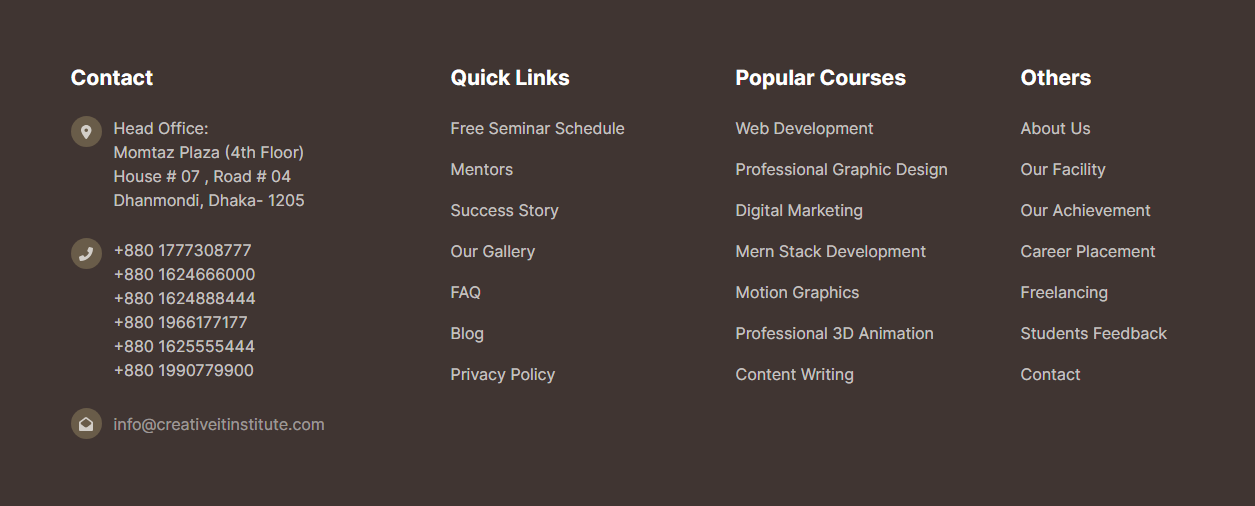 Contact
Head Office:
Momtaz Plaza (4th Floor)
House # 07 , Road # 04
Dhanmondi, Dhaka- 1205
+880 1777308777
+880 1624666000
+880 1624888444
+880 1966177177
+880 1625555444
+880 1990779900
info@creativeitinstitute.com
Quick Links
Free Seminar Schedule
Mentors
Success Story
Our Gallery
FAQ
Blog
Privacy Policy
Popular Courses
Web Development
Professional Graphic Design
Digital Marketing
Mern Stack Development
Motion Graphics
Professional 3D Animation
Content Writing
Others
About Us
Our Facility
Our Achievement
Career Placement
Freelancing
Students Feedback
Contact